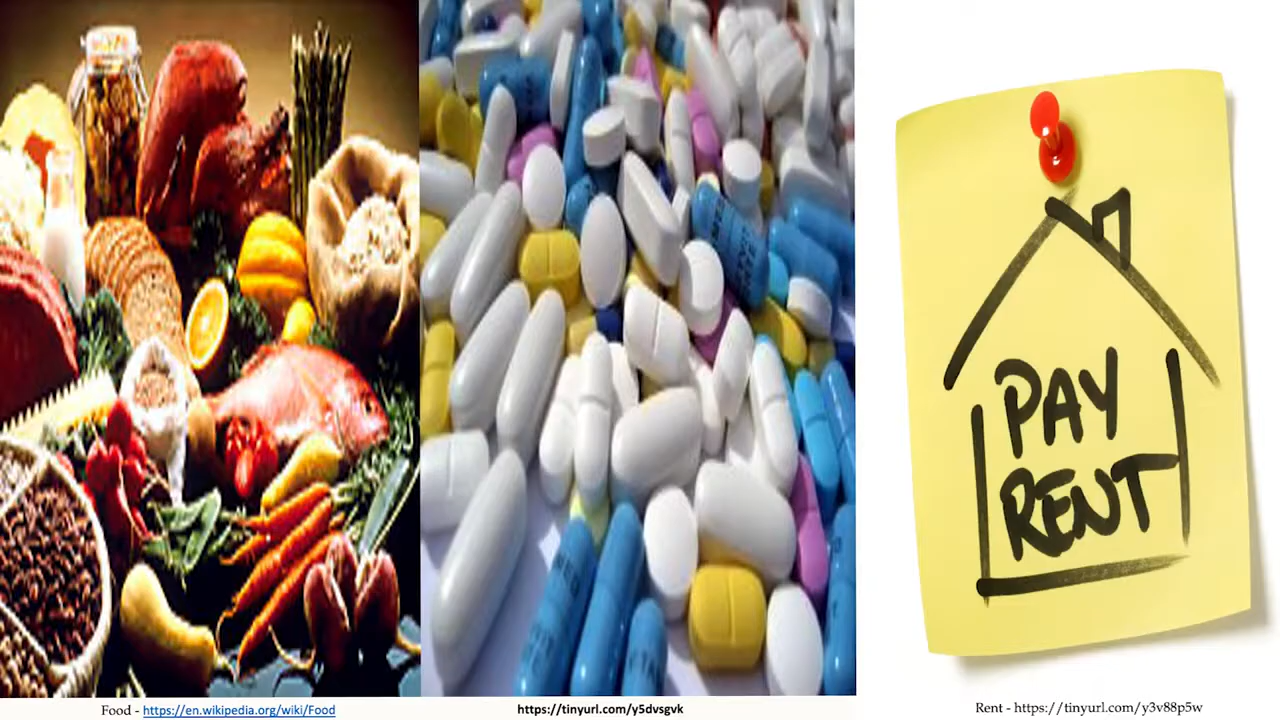 PAY
RENT
Food - https://en.wikipedia.org/wiki/Food
https://tinyurl.com/y5dvsgvk
Rent - https://tinyurl.com/y3v88p5w